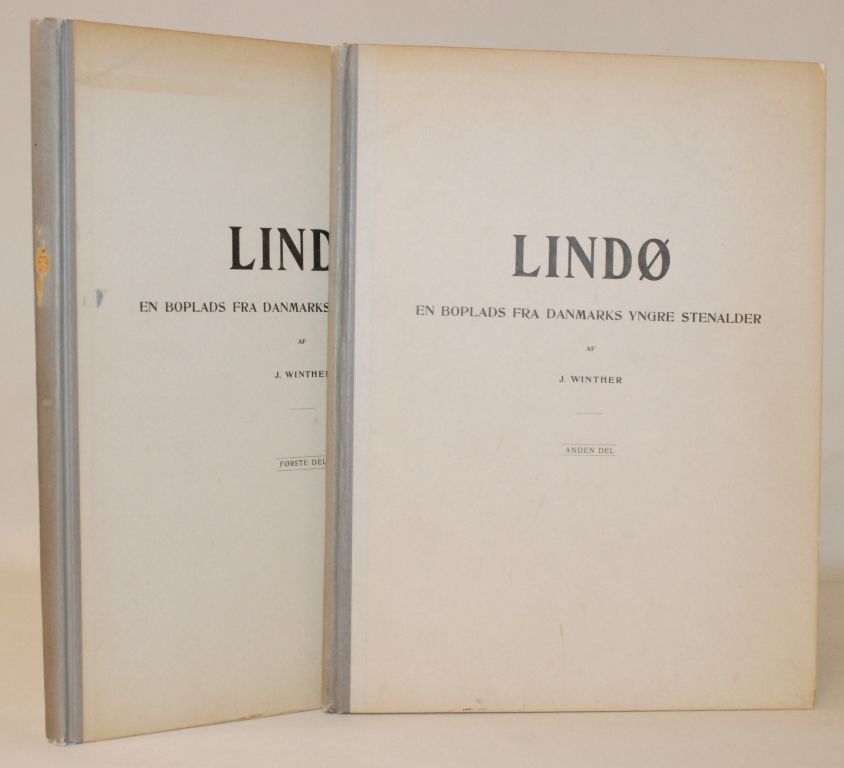 LIND
EN BOPLADS FRA DANMARKS
AF
J. WINTHER
FØRSTE DEL
LINDØ
EN BOPLADS FRA DANMARKS YNGRE STENALDER
AF
J. WINTHER
ANDEN DEL